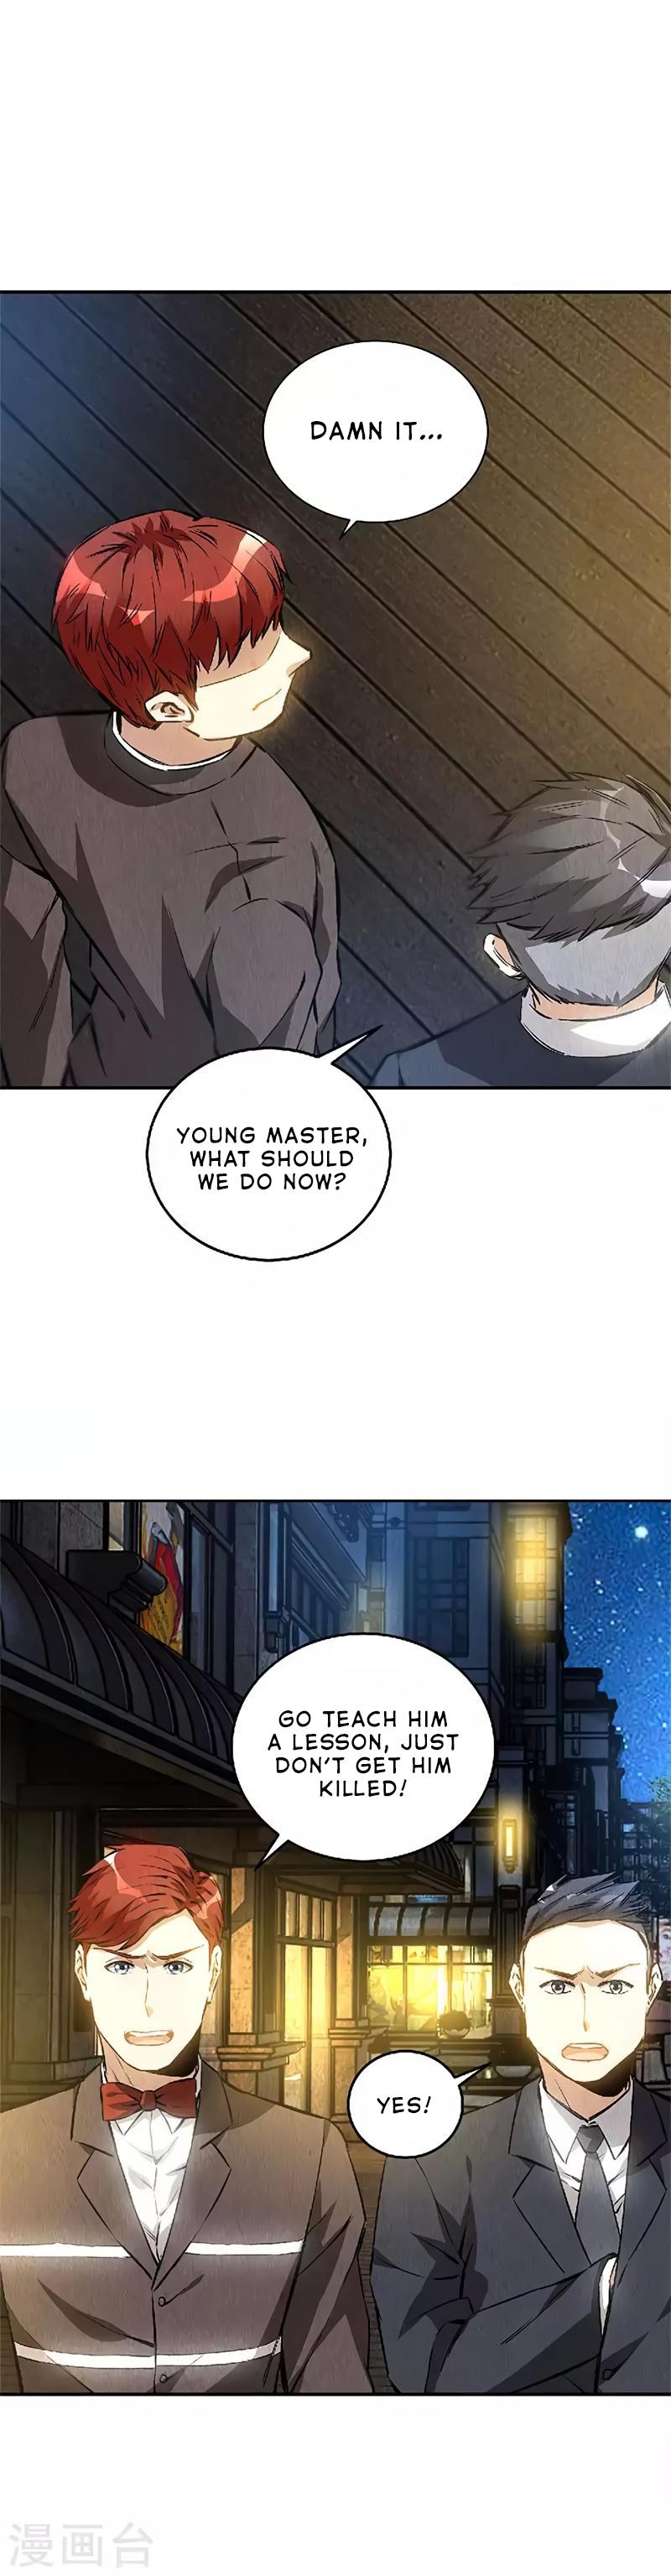 DAMN IT...
YOUNG MASTER,
WHAT SHOULD
WE DO NOW?
GO TEACH HIM
A LESSON, JUST
DON'T GET HIM
KILLED!
YES!
漫画台